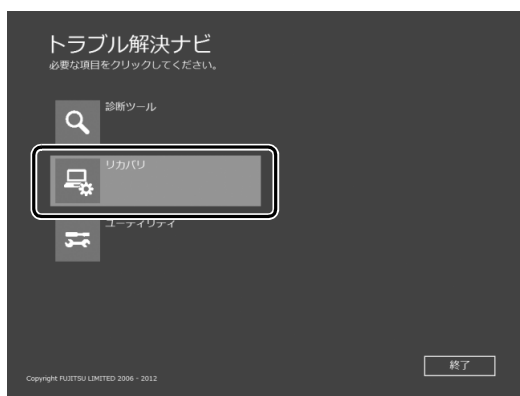 トラブル解決ナビ
必要な項目をクリックしてください。
診断ツール
リカバリ
ユーティリティ
終了
Copyright FUJITSU LIMITED 2006 - 2012